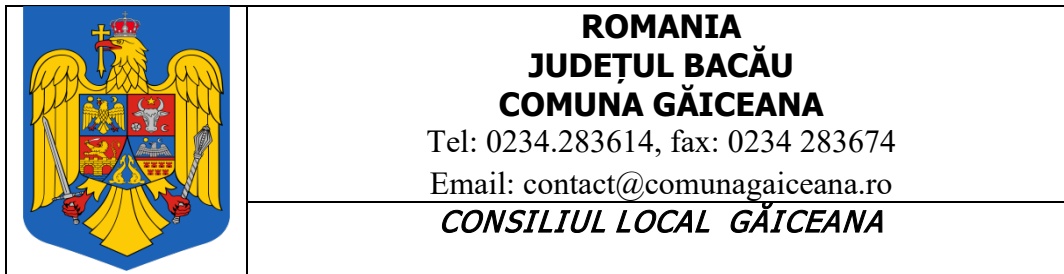 ROMANIA
JUDEȚUL BACĂU
COMUNA GĂICEANA
Tel: 0234.283614, fax: 0234 283674
Email: contact@comunagaiceana.ro
CONSILIUL LOCAL GĂICEANA